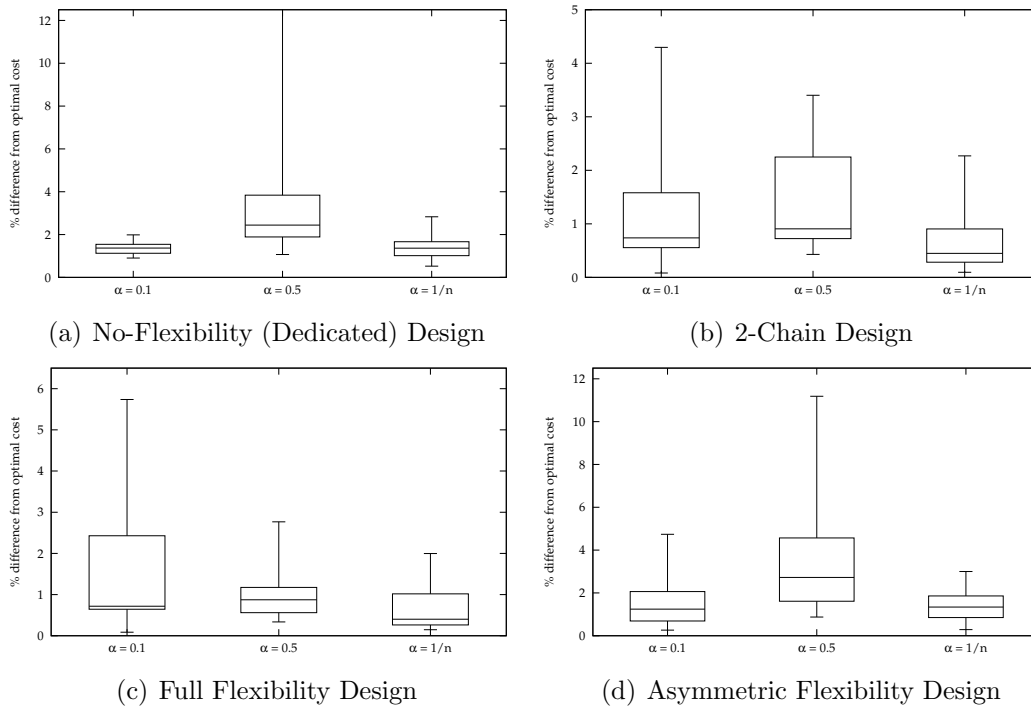 % difference from optimal cost
12
10
8
6
4
2
0
α = 0.1
α = 0.5
α = 1/n
(a) No-Flexibility (Dedicated) Design
% difference from optimal cost
5
4
3
2
1
0
α = 0.1
α = 0.5
α = 1/n
(b) 2-Chain Design
% difference from optimal cost
6
5
4
3
2
1
0
α = 0.1
α = 0.5
α = 1/n
(c) Full Flexibility Design
% difference from optimal cost
12
10
8
6
4
2
0
α = 0.1
α = 0.5
α = 1/n
(d) Asymmetric Flexibility Design